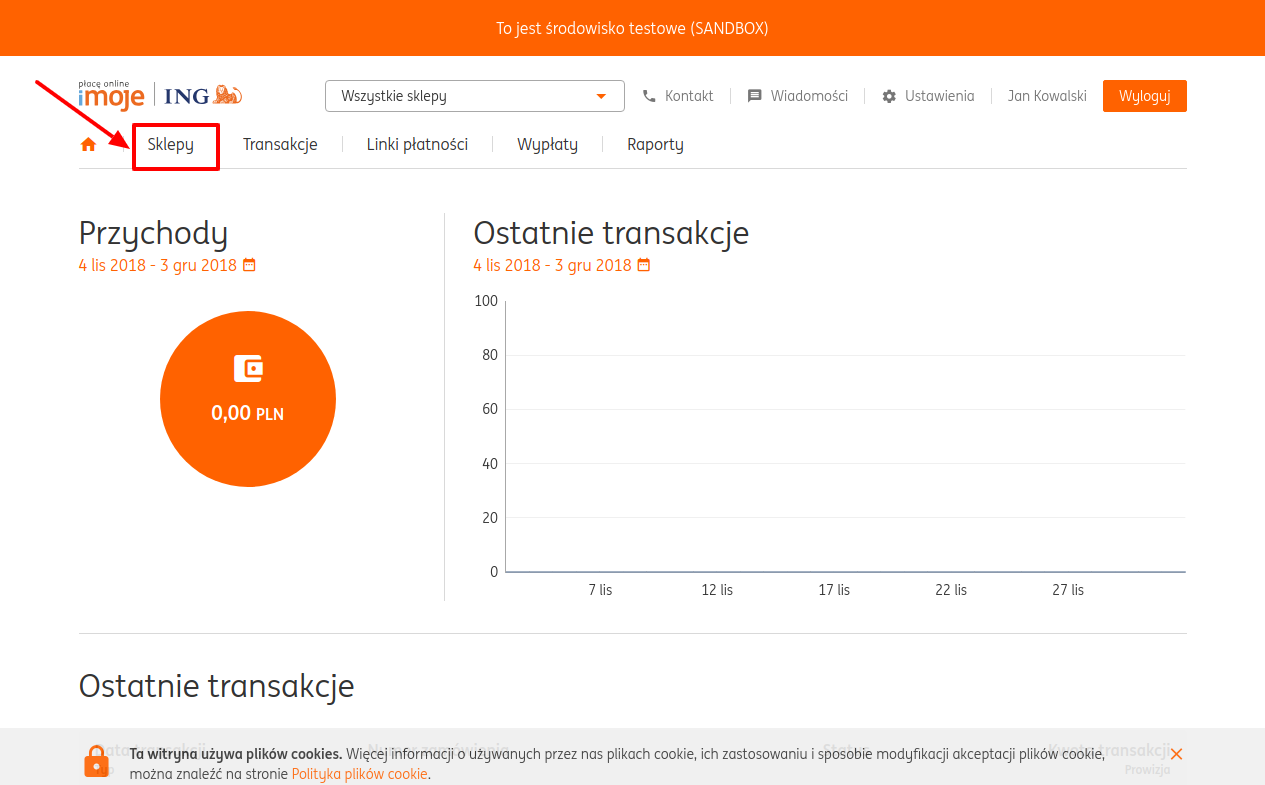 To jest środowisko testowe (SANDBOX)
płacę online
imoje ING
Wszystkie sklepy
Kontakt
Wiadomości
Ustawienia
Jan Kowalski
Wyloguj
Sklepy
Transakcje
Linki płatności
Wypłaty
Raporty
Przychody
4 lis 2018 - 3 gru 2018
0,00 PLN
Ostatnie transakcje
4 lis 2018 - 3 gru 2018
100
80
60
40
20
0
7 lis
12 lis
17 lis
22 lis
27 lis
Ostatnie transakcje
Ta witryna używa plików cookies. Więcej informacji o używanych przez nas plikach cookie, ich zastosowaniu i sposobie modyfikacji akceptacji plików cookie,
można znaleźć na stronie Polityka plików cookie.
Kwota transakcji
Prowizja